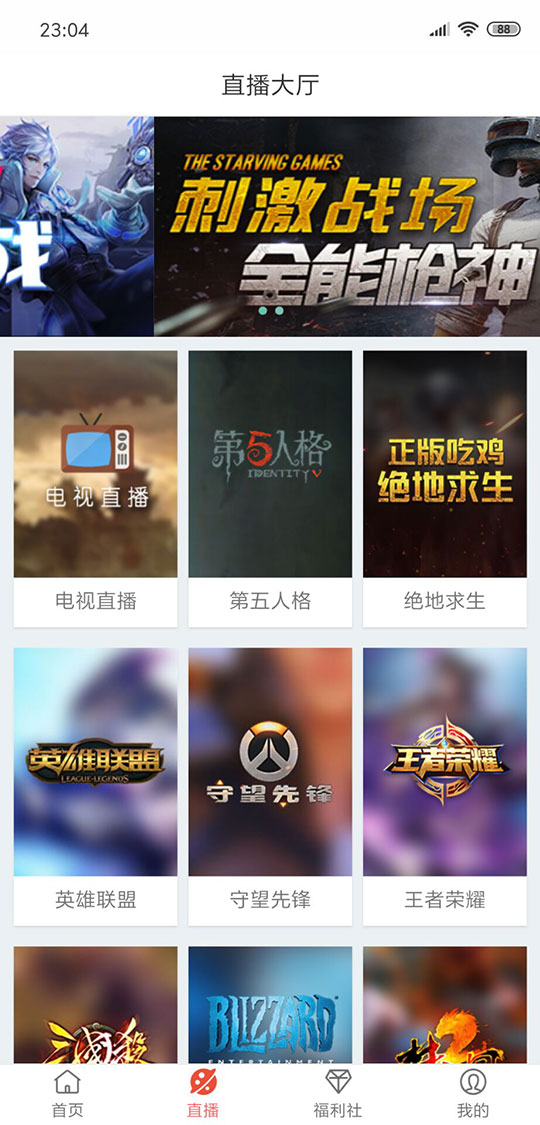 23:04
88
直播大厅
战
THE STARVING GAMES
刺激战场
全能枪神
电视直播
第5人格
IDENTITY V
正版吃鸡
绝地求生
电视直播
第五人格
绝地求生
英雄联盟
LEAGUE OF LEGENDS
守望先锋
王者荣耀
英雄联盟
守望先锋
王者荣耀
三國殺
BLIZZARD
ENTERTAINMENT
首页
直播
福利社
我的